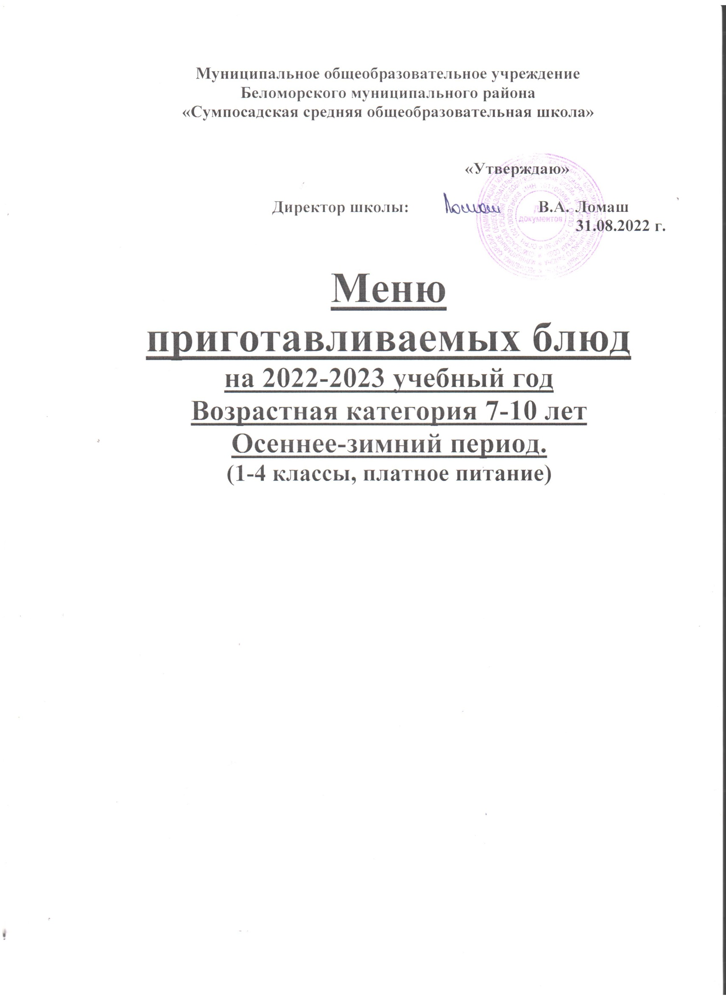 Муниципальное общеобразовательное учреждение
Беломорского муниципального района
«Сумпосадская средняя общеобразовательная школа»
«Утверждаю»
Директор школы: Ломаш В.А. Ломаш
документов
31.08.2022 г.
Меню
приготавливаемых блюд
на 2022-2023 учебный год
Возрастная категория 7-10 лет
Осеннее-зимний период.
(1-4 классы, платное питание)